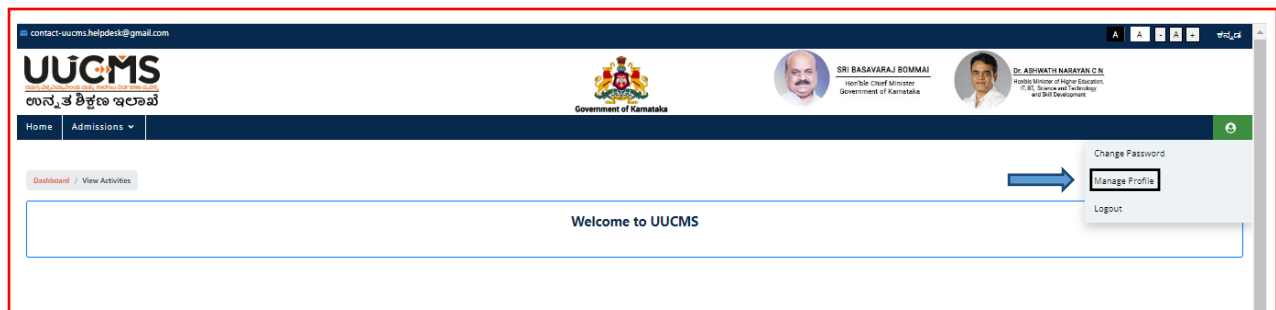 contact-uucms.helpdesk@gmail.com
A A - A + ಕನ್ನಡ
UUCMS
ಉನ್ನತ ಶಿಕ್ಷಣ ಇಲಾಖೆ
Government of Karnataka
SRI BASAVARAJ BOMMAI
Hon'ble Chief Minister
Government of Karnataka
Dr. ASHWATH NARAYAN C N
Honble Minister of Higher Education,
IT, BT, Science and Technology
and Skill Development
Home Admissions
Change Password
Manage Profile
Logout
Dashboard / View Activities
Welcome to UUCMS